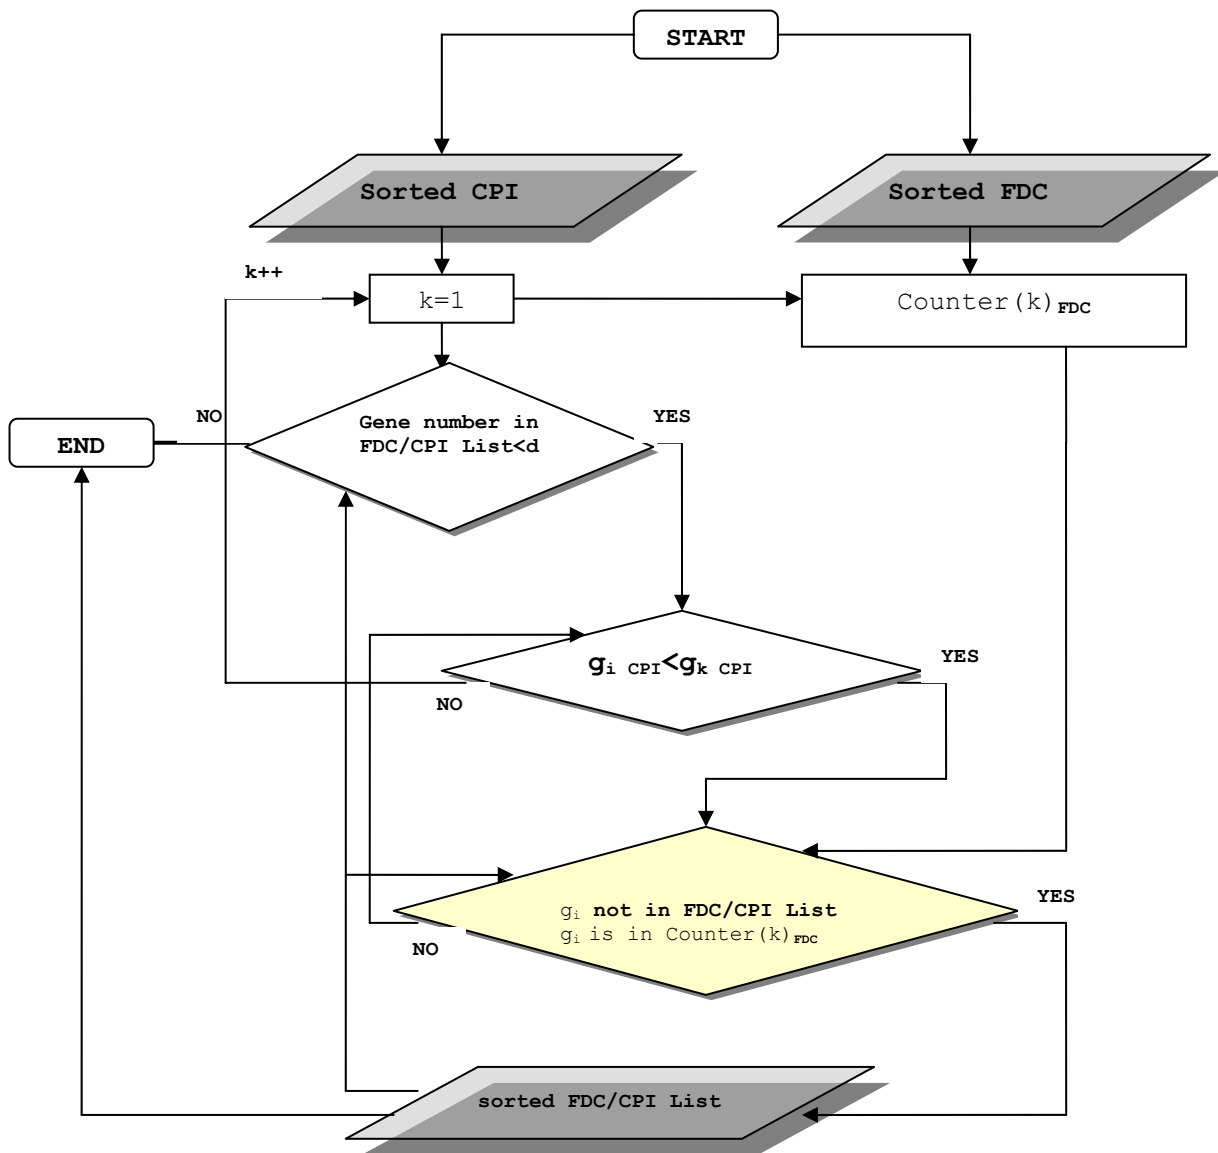 START
Sorted CPI
Sorted FDC
k++
k=1
Counter(k)FDC
NO
YES
Gene number in
FDC/CPI List<d
END
gi CPI<gk CPI
YES
NO
gi not in FDC/CPI List
gi is in Counter(k)FDC
YES
NO
sorted FDC/CPI List